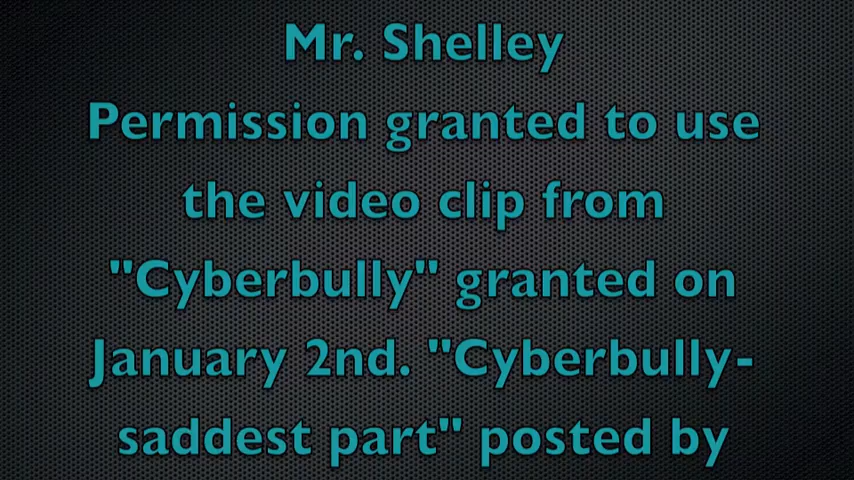 Mr. Shelley
Permission granted to use
the video clip from
"Cyberbully" granted on
January 2nd. "Cyberbully-
saddest part" posted by